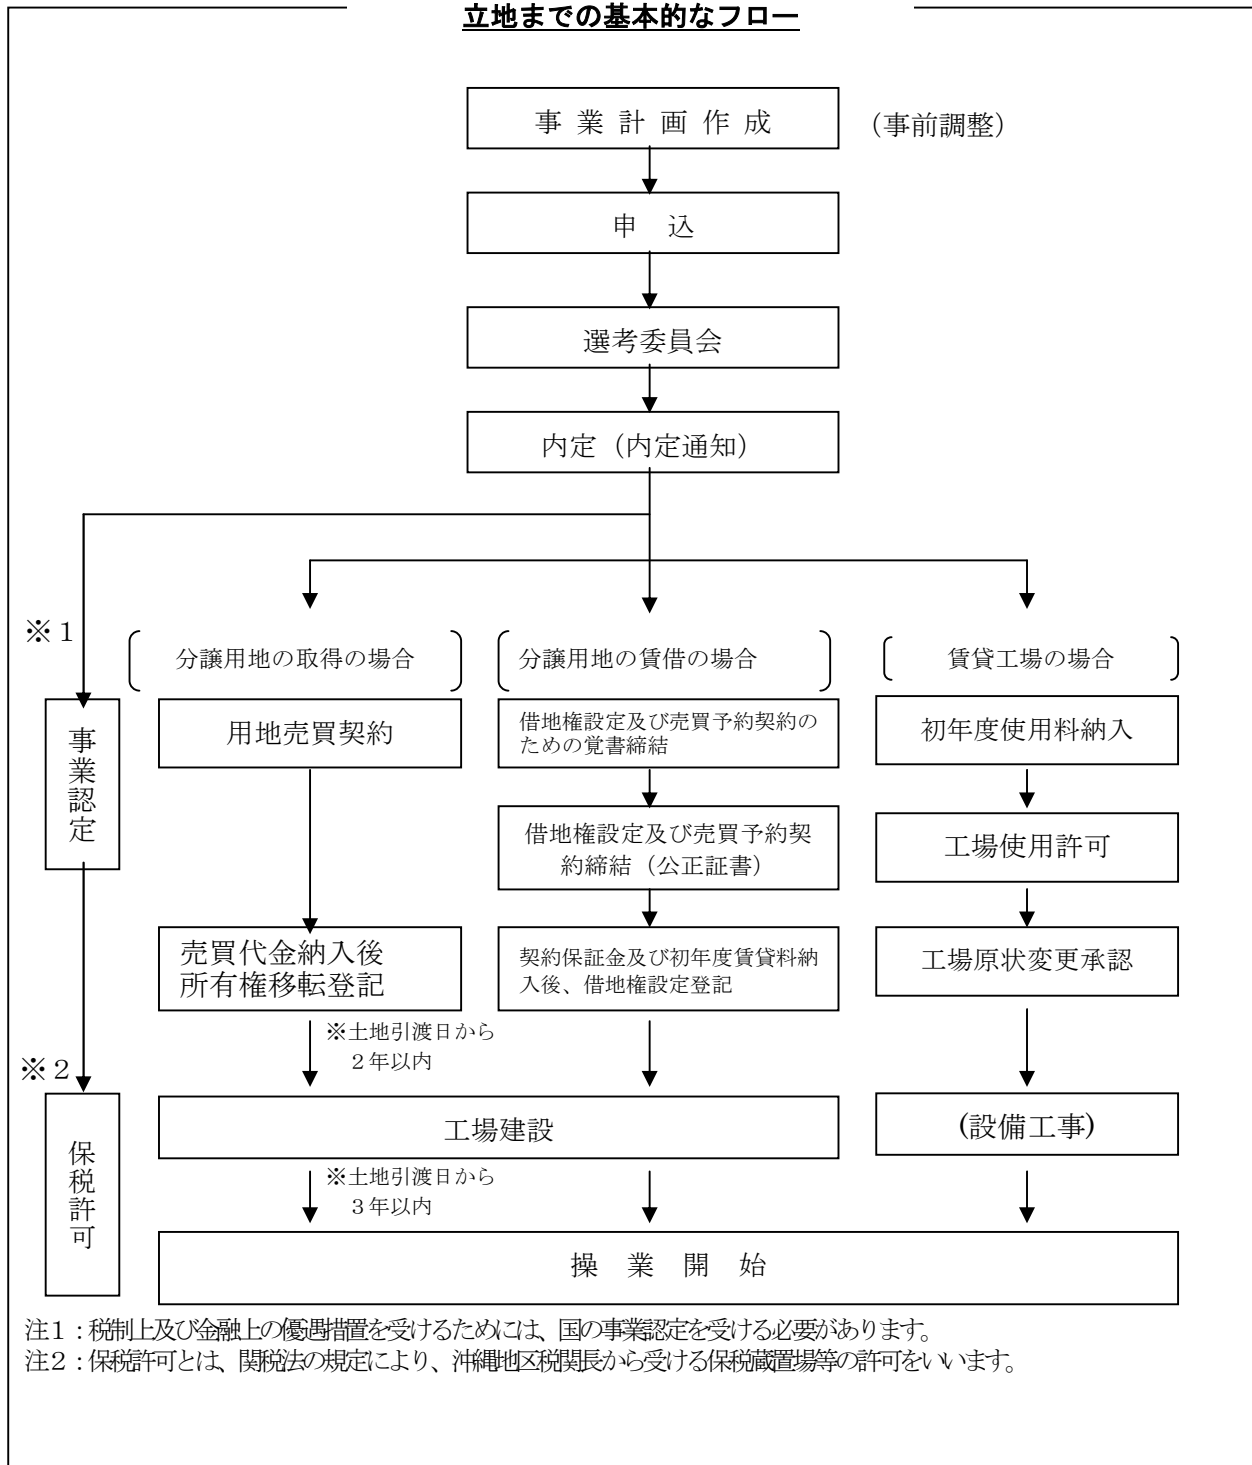 立地までの基本的なフロー
事業計画作成
（事前調整）
申　込
選考委員会
内定（内定通知）
※１
分譲用地の取得の場合
分譲用地の賃借の場合
賃貸工場の場合
事業認定
用地売買契約
借地権設定及び売買予約契約の
ための覚書締結
初年度使用料納入
借地権設定及び売買予約契
約締結（公正証書）
工場使用許可
売買代金納入後
所有権移転登記
契約保証金及び初年度賃貸料納
入後、借地権設定登記
工場原状変更承認
※土地引渡日から
２年以内
※２
保税許可
工場建設
(設備工事)
※土地引渡日から
３年以内
操　業　開　始
注１：税制上及び金融上の優遇措置を受けるためには、国の事業認定を受ける必要があります。
注２：保税許可とは、関税法の規定により、沖縄地区税関長から受ける保税蔵置場等の許可をいいます。